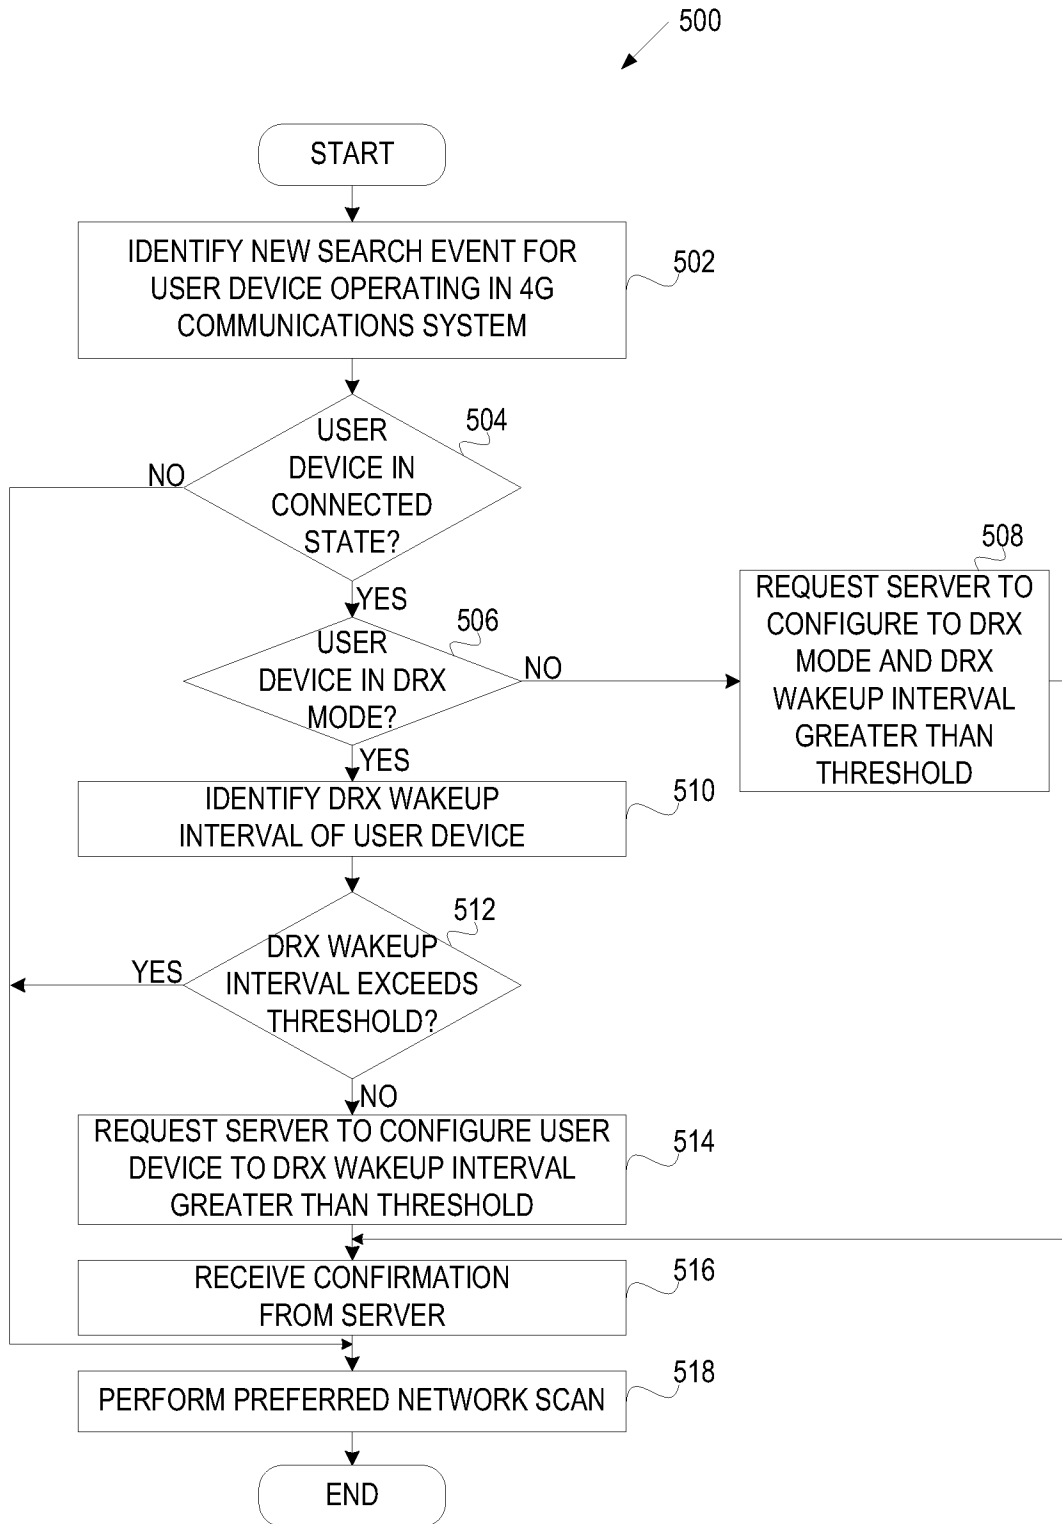 500
START
IDENTIFY NEW SEARCH EVENT FOR
USER DEVICE OPERATING IN 4G
COMMUNICATIONS SYSTEM
502
USER
DEVICE IN
CONNECTED
STATE?
504
NO
YES
USER
DEVICE IN DRX
MODE?
506
NO
508
REQUEST SERVER TO
CONFIGURE TO DRX
MODE AND DRX
WAKEUP INTERVAL
GREATER THAN
THRESHOLD
YES
IDENTIFY DRX WAKEUP
INTERVAL OF USER DEVICE
510
DRX WAKEUP
INTERVAL EXCEEDS
THRESHOLD?
512
YES
NO
REQUEST SERVER TO CONFIGURE USER
DEVICE TO DRX WAKEUP INTERVAL
GREATER THAN THRESHOLD
514
RECEIVE CONFIRMATION
FROM SERVER
516
PERFORM PREFERRED NETWORK SCAN
518
END